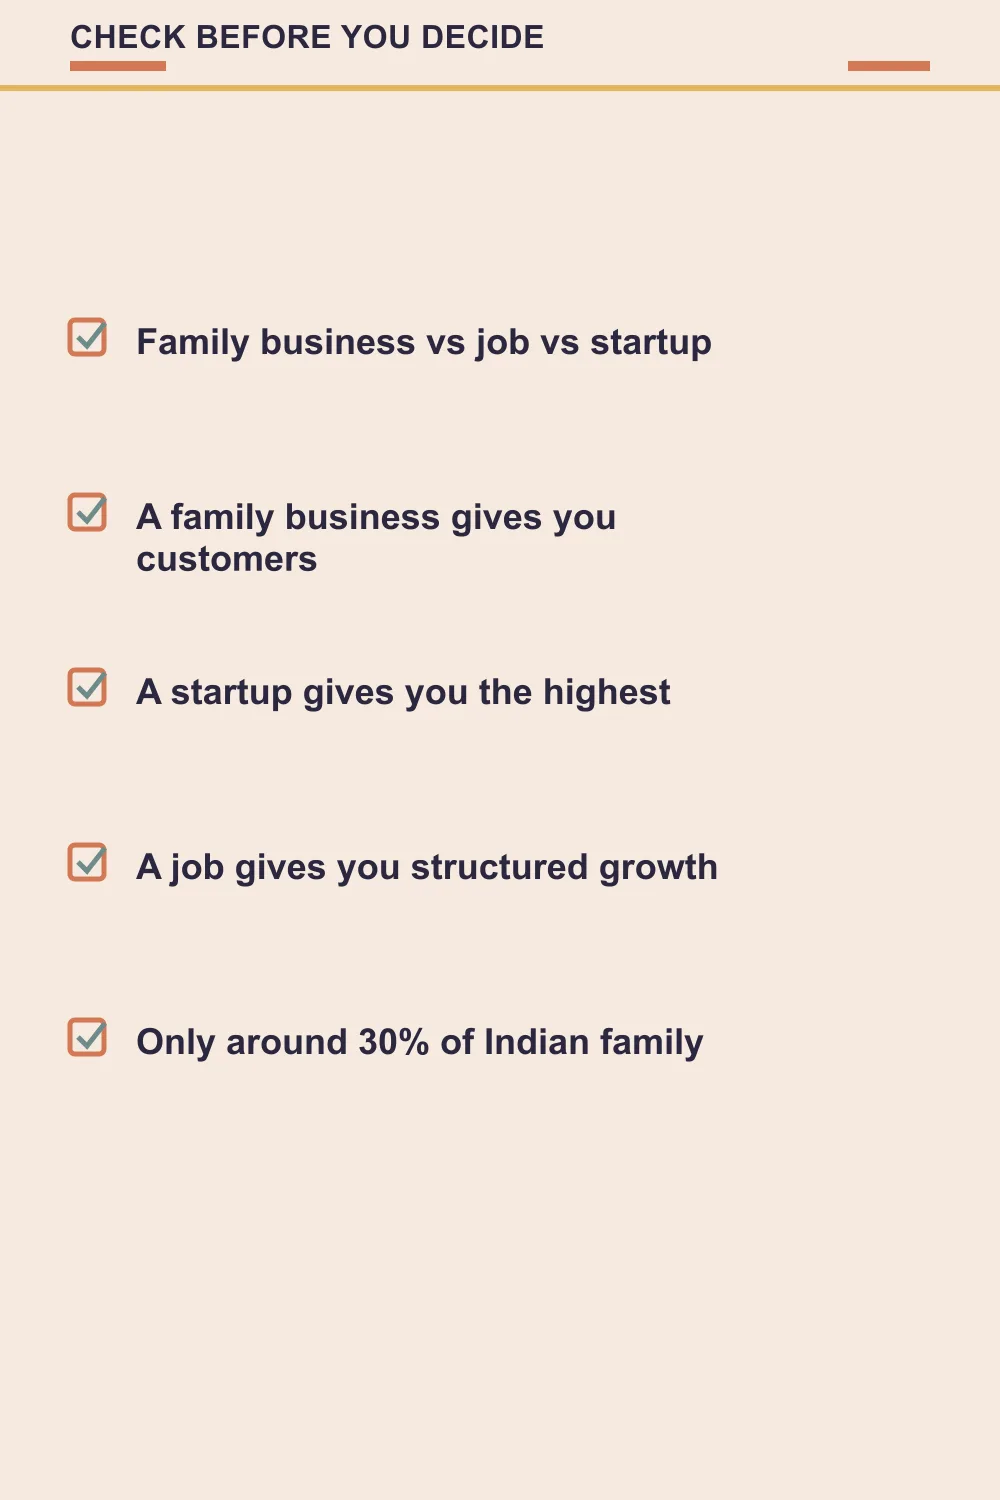 CHECK BEFORE YOU DECIDE
Family business vs job vs startup
A family business gives you
customers
A startup gives you the highest
A job gives you structured growth
Only around 30% of Indian family